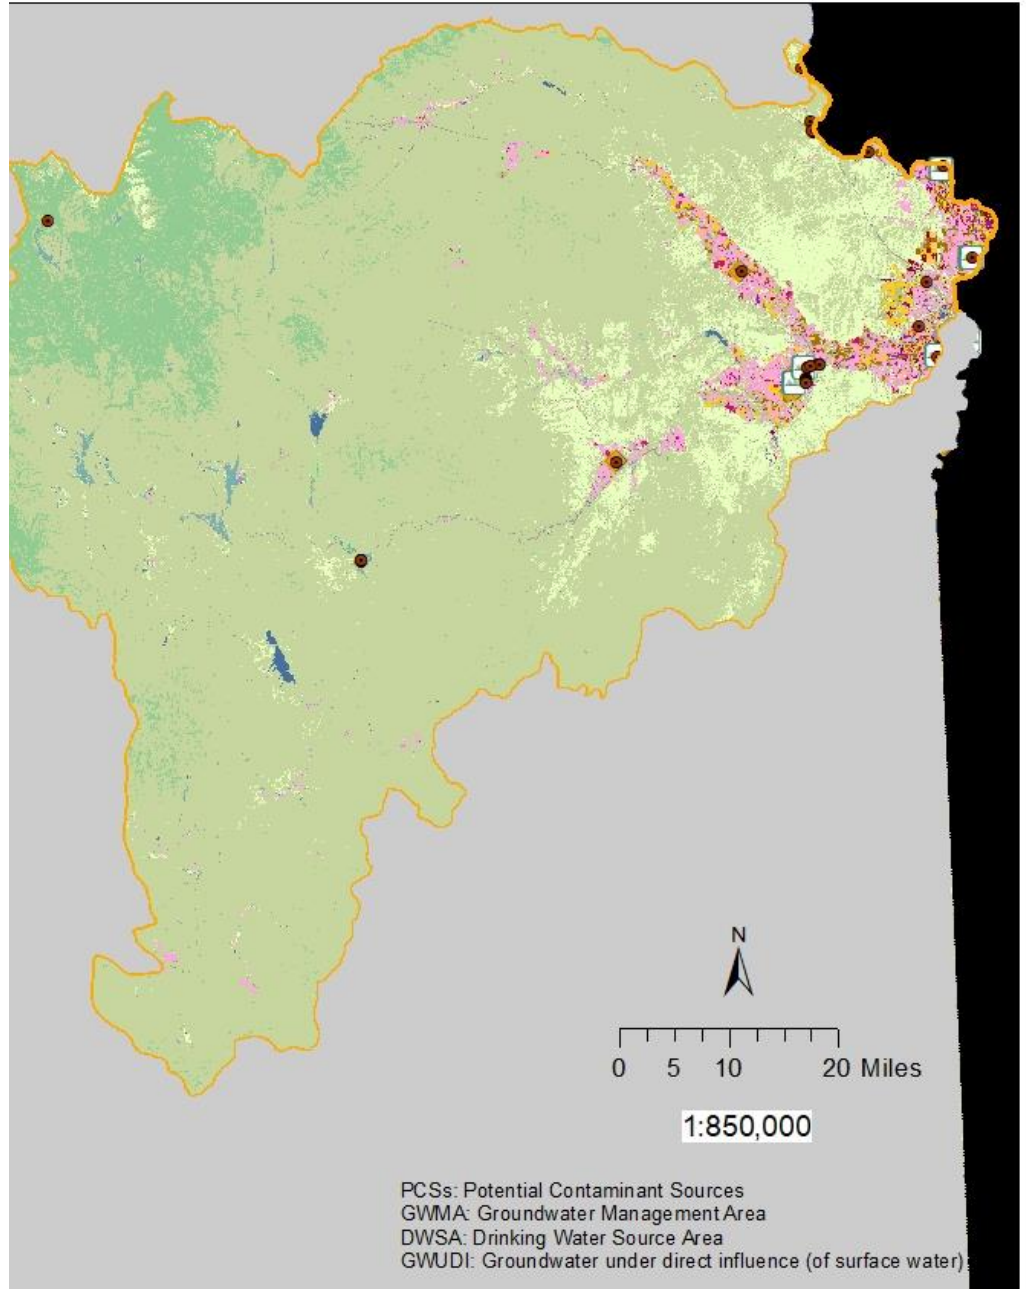 N
0 5 10 20 Miles
1:850,000
PCSs: Potential Contaminant Sources
GWMA: Groundwater Management Area
DWSA: Drinking Water Source Area
GWUDI: Groundwater under direct influence (of surface water)